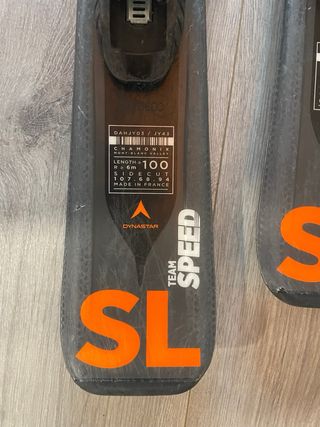 DAHJY03 / JY43
CHAMONIX
MONT-BLANC VALLEY
LENGTH = 100
R = 6m
SIDECUT
107.68.94
MADE IN FRANCE
DYNASTAR
TEAM
SPEED
SL
S